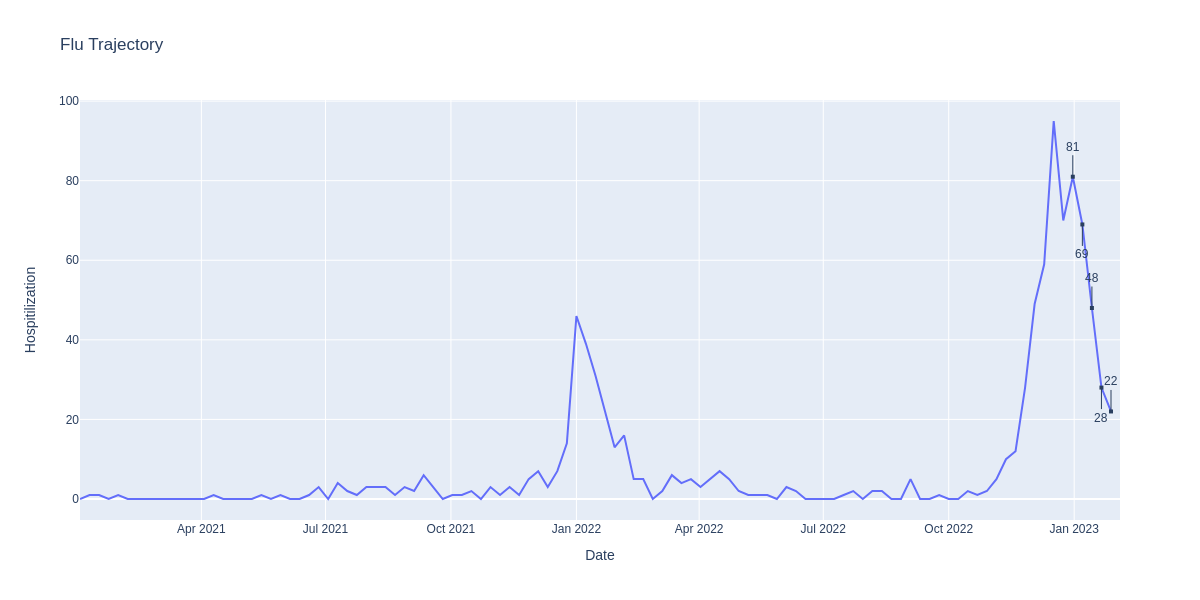 Flu Trajectory
Hospitilization
100
80
60
40
20
0
81
69
48
22
28
Apr 2021
Jul 2021
Oct 2021
Jan 2022
Apr 2022
Jul 2022
Oct 2022
Jan 2023
Date